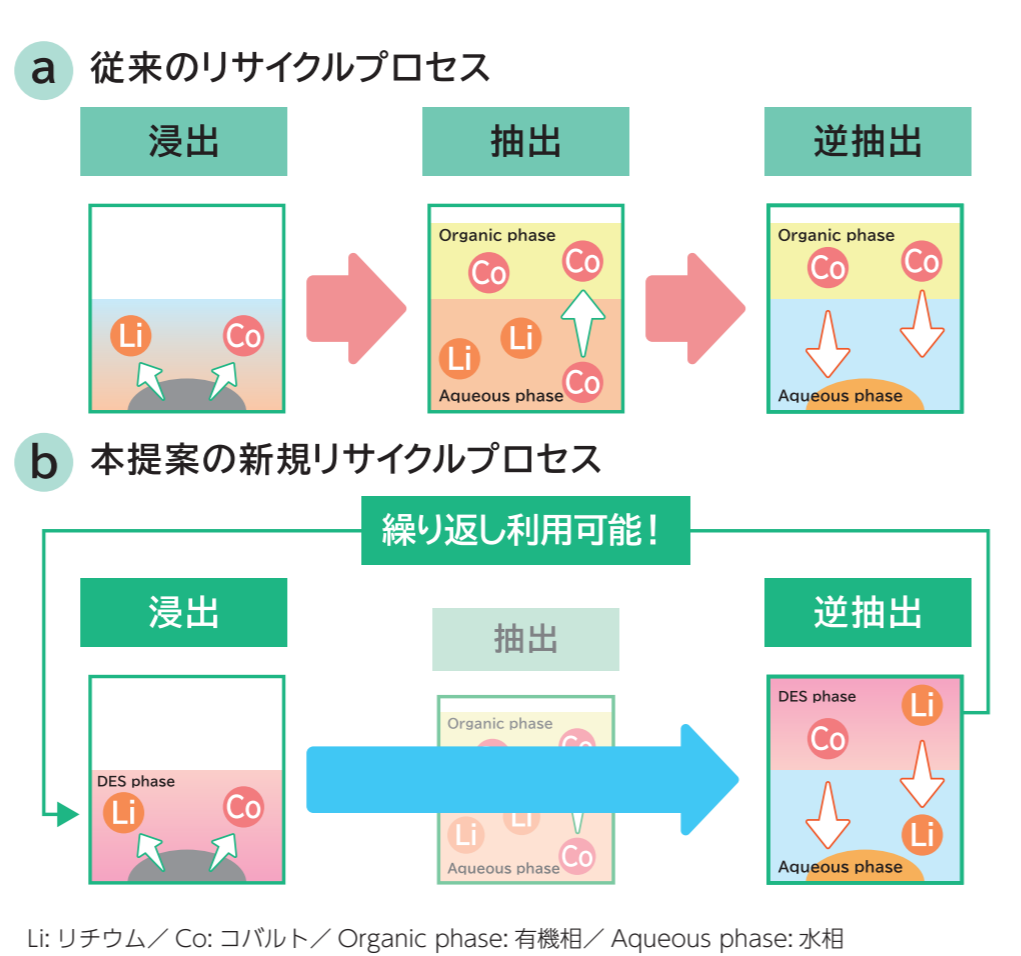 a 従来のリサイクルプロセス
浸出
抽出
逆抽出
Li
Co
Organic phase
Co
Co
Li
Li
Co
Aqueous phase
Organic phase
Co
Co
Aqueous phase
b 本提案の新規リサイクルプロセス
繰り返し利用可能！
浸出
抽出
逆抽出
DES phase
Li
Co
Organic phase
Co
Li
Li
Co
Aqueous phase
DES phase
Li
Co
Li
Aqueous phase
Li: リチウム／ Co: コバルト／ Organic phase: 有機相／ Aqueous phase: 水相